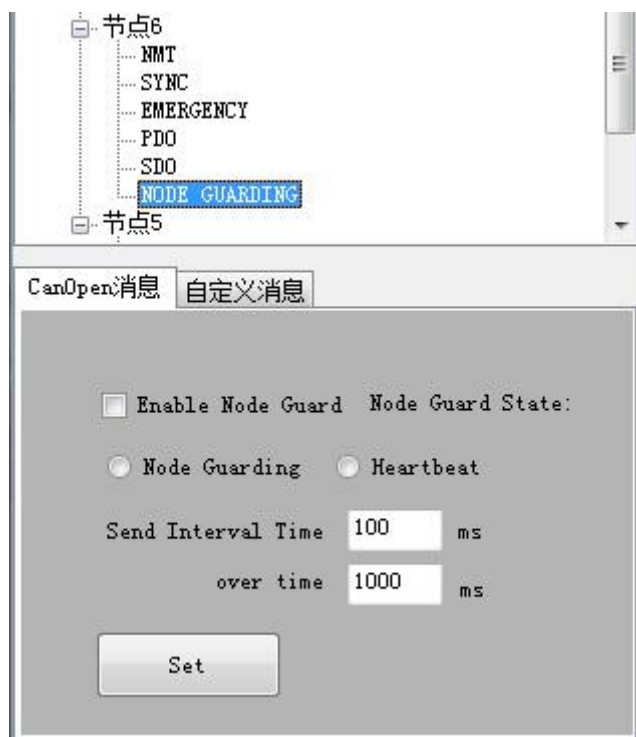 节点6
NMT
SYNC
EMERGENCY
PDO
SDO
NODE GUARDING
节点5
CanOpen消息 自定义消息
Enable Node Guard Node Guard State:
Node Guarding Heartbeat
Send Interval Time 100 ms
over time 1000 ms
Set